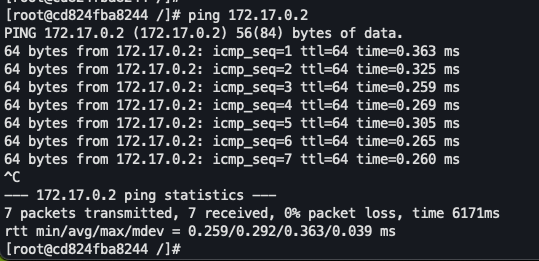 [root@cd824fba8244 /]# ping 172.17.0.2
PING 172.17.0.2 (172.17.0.2) 56(84) bytes of data.
64 bytes from 172.17.0.2: icmp_seq=1 ttl=64 time=0.363 ms
64 bytes from 172.17.0.2: icmp_seq=2 ttl=64 time=0.325 ms
64 bytes from 172.17.0.2: icmp_seq=3 ttl=64 time=0.259 ms
64 bytes from 172.17.0.2: icmp_seq=4 ttl=64 time=0.269 ms
64 bytes from 172.17.0.2: icmp_seq=5 ttl=64 time=0.305 ms
64 bytes from 172.17.0.2: icmp_seq=6 ttl=64 time=0.265 ms
64 bytes from 172.17.0.2: icmp_seq=7 ttl=64 time=0.260 ms
^C
--- 172.17.0.2 ping statistics ---
7 packets transmitted, 7 received, 0% packet loss, time 6171ms
rtt min/avg/max/mdev = 0.259/0.292/0.363/0.039 ms
[root@cd824fba8244 /]#